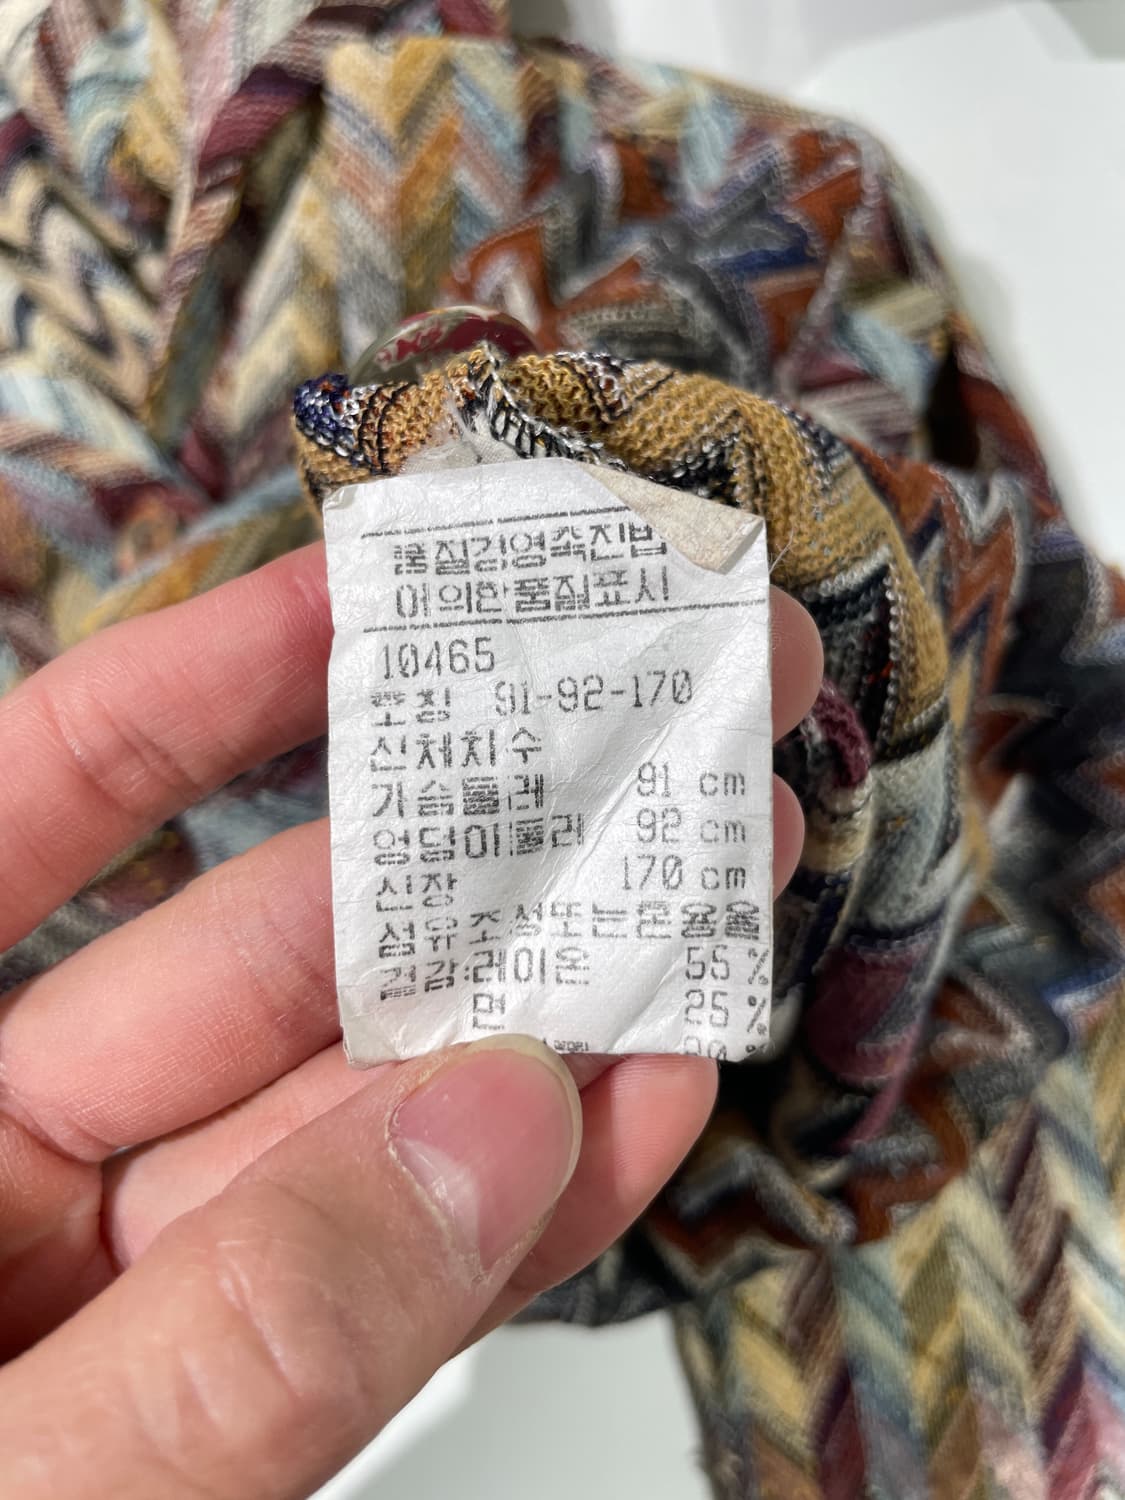 품질경영촉진법
에 의한 품질표시
10465
호칭 91-92-170
신체치수
가슴둘레 91 cm
엉덩이둘레 92 cm
신장 170 cm
섬유 조성또는혼용율
겉감:레이온 55 %
면 25 %
20 %